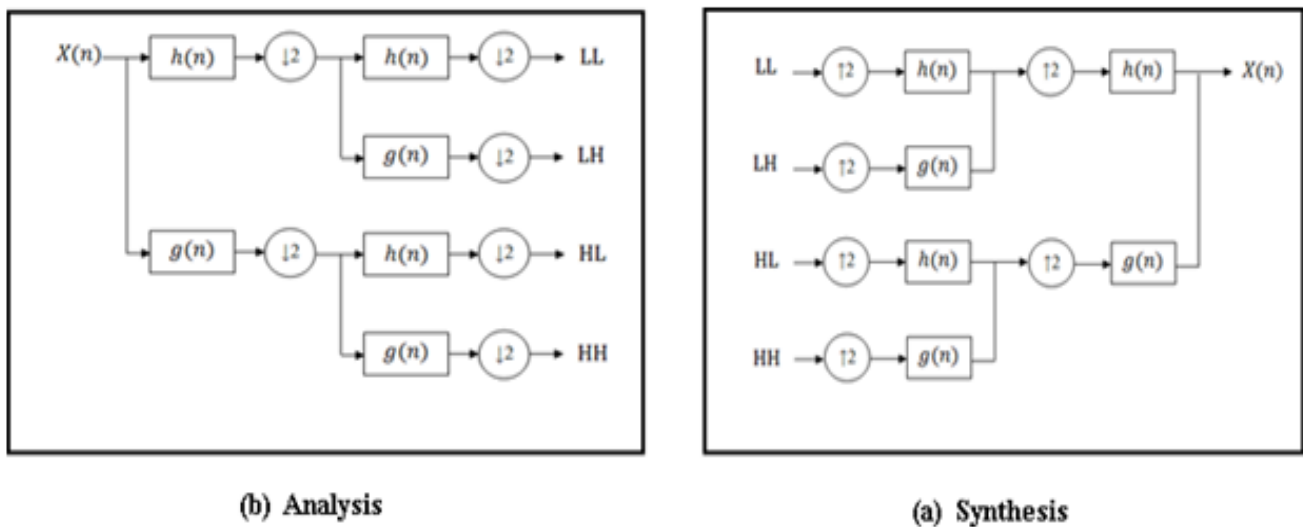 X(n) h(n) ↓2 h(n) ↓2 LL
g(n) ↓2 LH
g(n) ↓2 h(n) ↓2 HL
g(n) ↓2 HH
(b) Analysis
LL ↑2 h(n) ↑2 h(n) X(n)
LH ↑2 g(n)
HL ↑2 h(n) ↑2 g(n)
HH ↑2 g(n)
(a) Synthesis